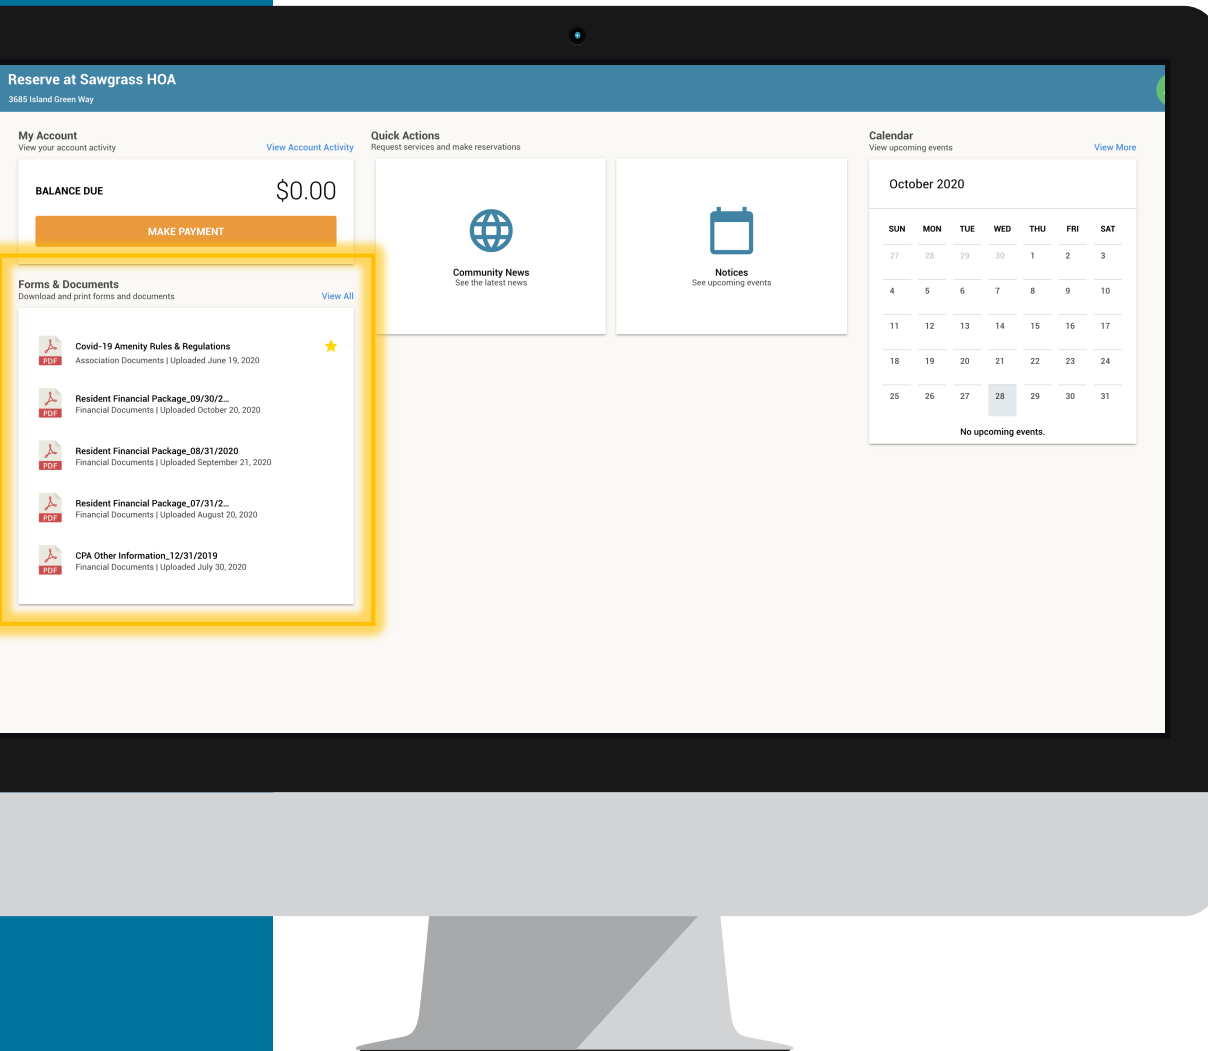 Reserve at Sawgrass HOA
3685 Island Green Way
My Account
View your account activity
View Account Activity
BALANCE DUE
$0.00
MAKE PAYMENT
Forms & Documents
Download and print forms and documents
View All
PDF
Covid-19 Amenity Rules & Regulations
Association Documents | Uploaded June 19, 2020
PDF
Resident Financial Package_09/30/2...
Financial Documents | Uploaded October 20, 2020
PDF
Resident Financial Package_08/31/2020
Financial Documents | Uploaded September 21, 2020
PDF
Resident Financial Package_07/31/2...
Financial Documents | Uploaded August 20, 2020
PDF
CPA Other Information_12/31/2019
Financial Documents | Uploaded July 30, 2020
Quick Actions
Request services and make reservations
Community News
See the latest news
Notices
See upcoming events
Calendar
View upcoming events
View More
October 2020
SUN MON TUE WED THU FRI SAT
27 28 29 30 1 2 3
4 5 6 7 8 9 10
11 12 13 14 15 16 17
18 19 20 21 22 23 24
25 26 27 28 29 30 31
No upcoming events.